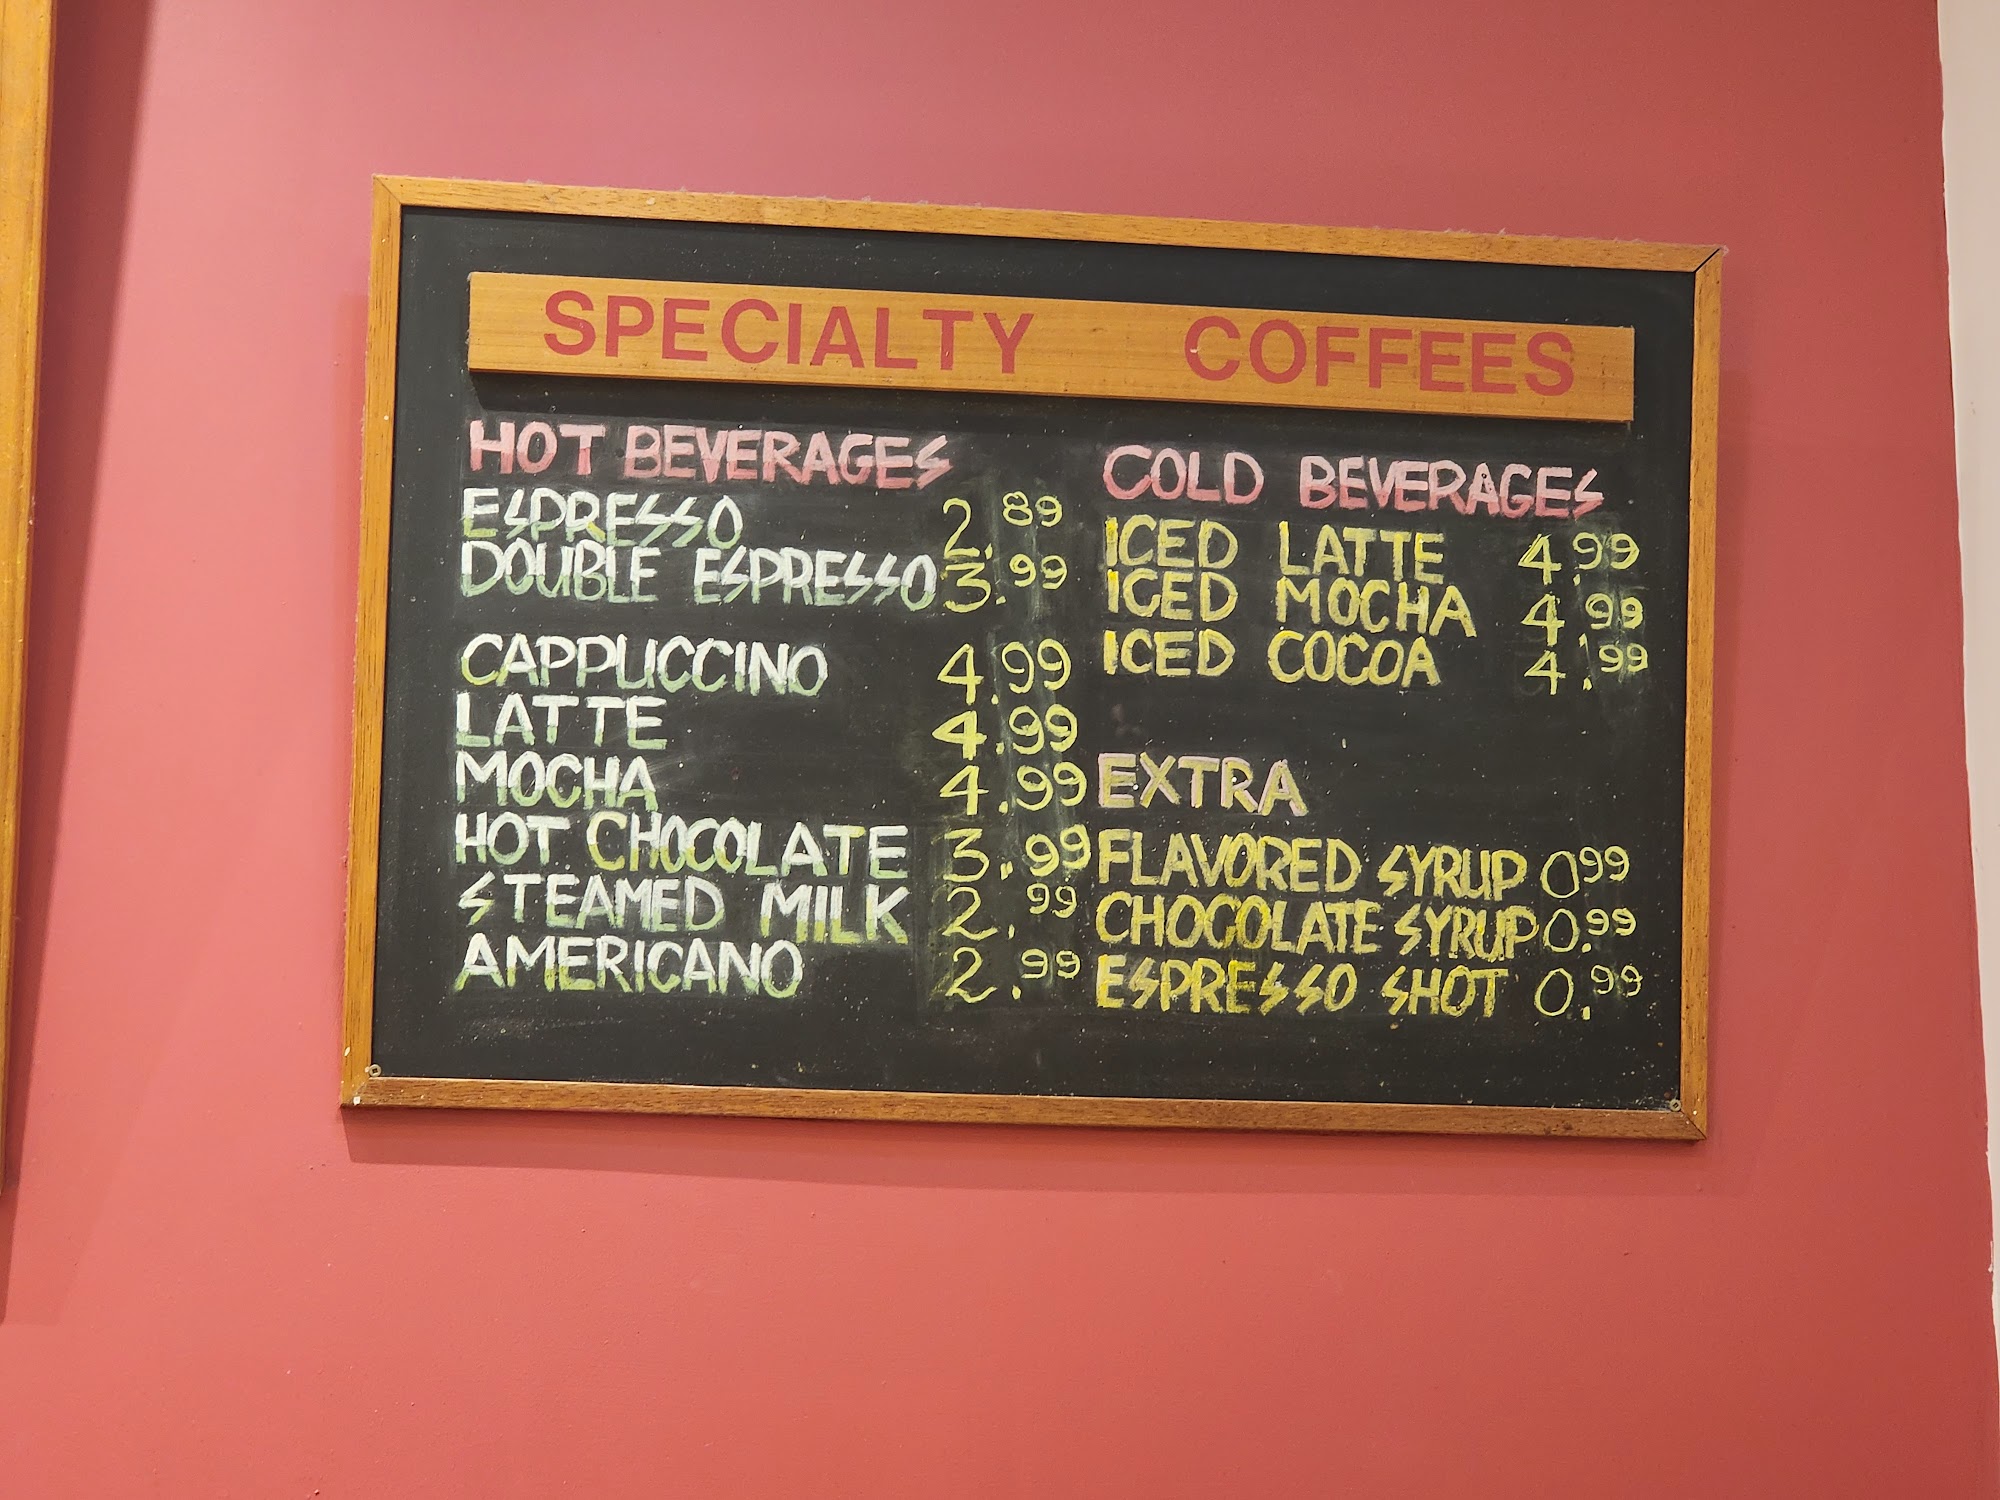 SPECIALTY COFFEES
HOT BEVERAGES
ESPRESSO 2.89
DOUBLE ESPRESSO 3.99
CAPPUCCINO 4.99
LATTE 4.99
MOCHA 4.99
HOT CHOCOLATE 3.99
STEAMED MILK 2.99
AMERICANO 2.99
COLD BEVERAGES
ICED LATTE 4.99
ICED MOCHA 4.99
ICED COCOA 4.99
EXTRA
FLAVORED SYRUP 0.99
CHOCOLATE SYRUP 0.99
ESPRESSO SHOT 0.99